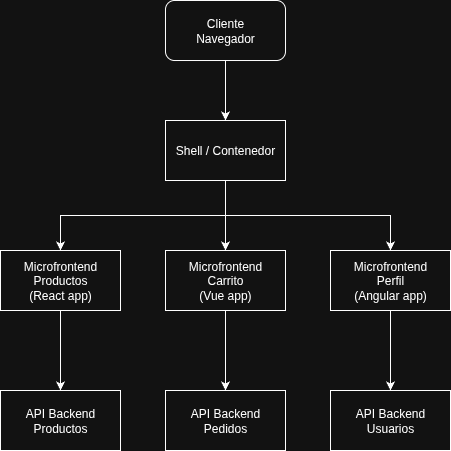 Cliente
Navegador
Shell / Contenedor
Microfrontend
Productos
(React app)
Microfrontend
Carrito
(Vue app)
Microfrontend
Perfil
(Angular app)
API Backend
Productos
API Backend
Pedidos
API Backend
Usuarios